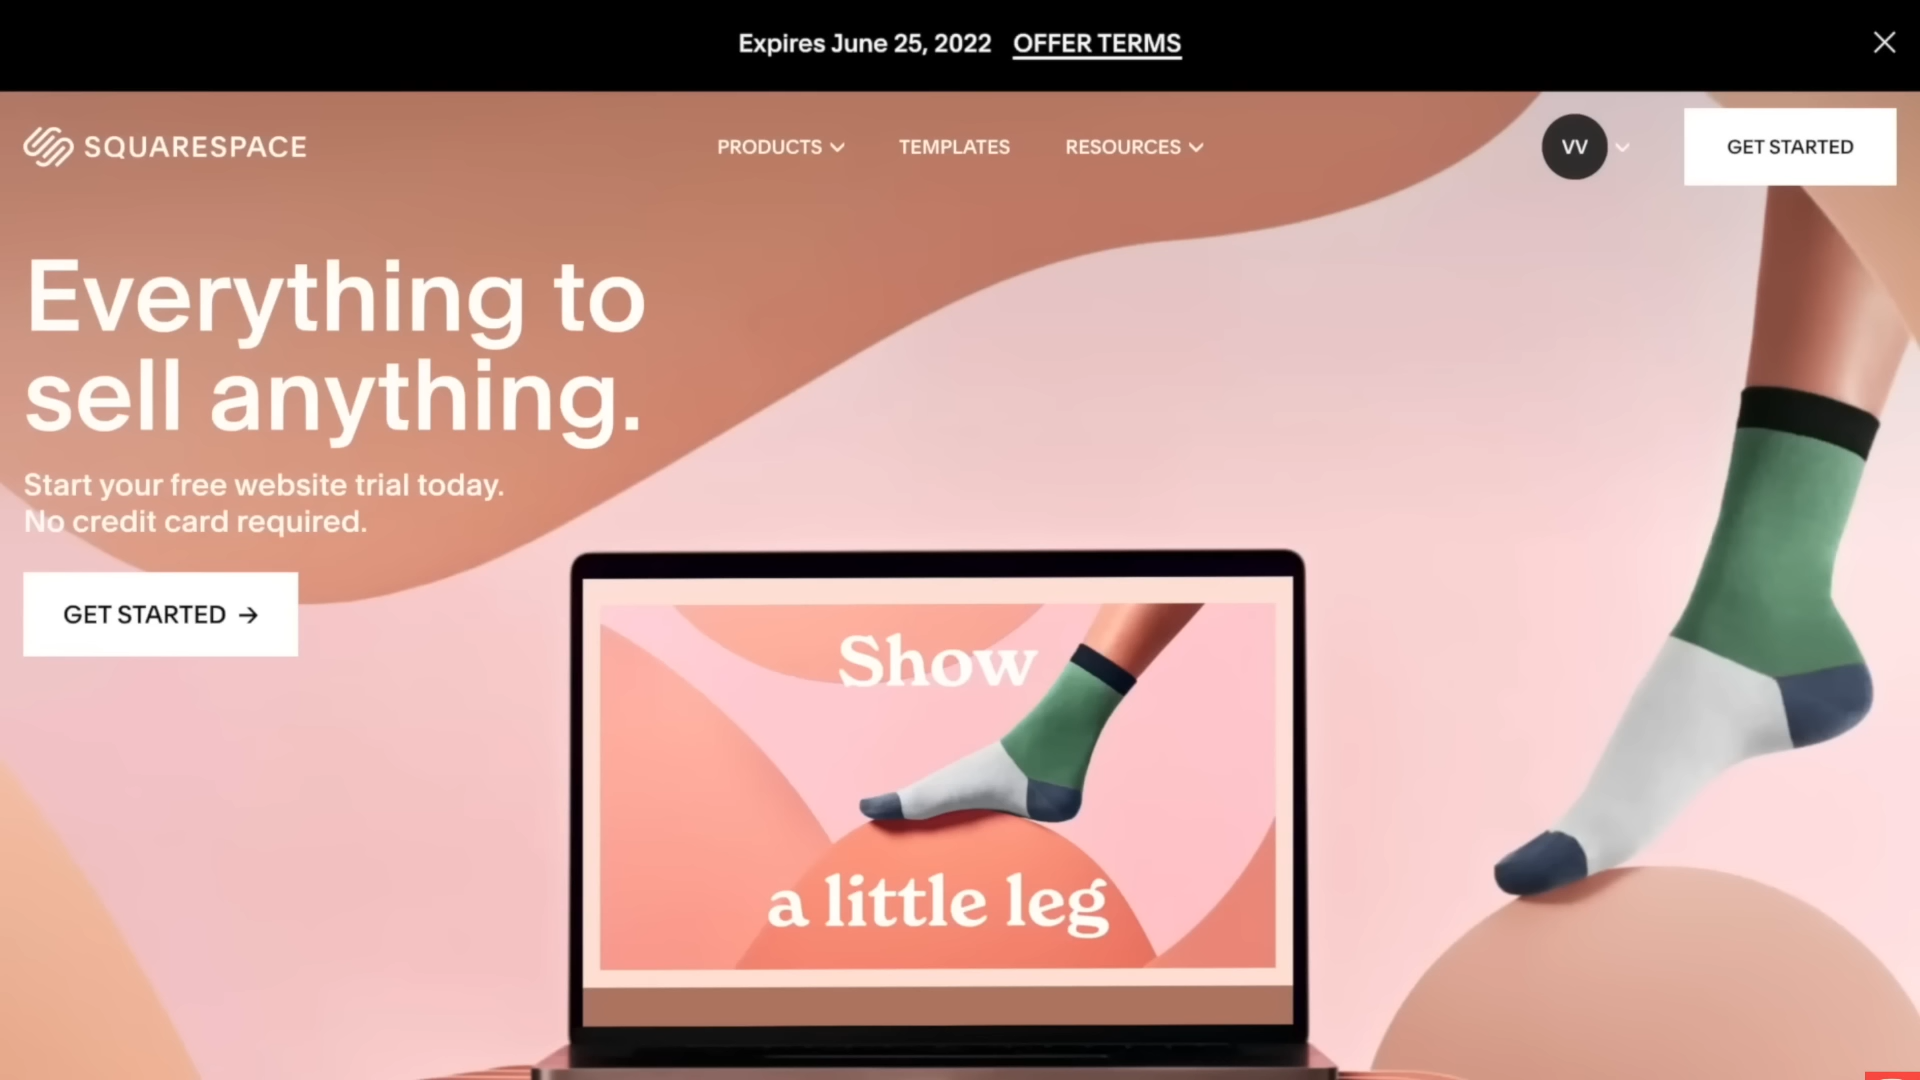 Expires June 25, 2022 OFFER TERMS
SQUARESPACE
PRODUCTS
TEMPLATES
RESOURCES
VV
GET STARTED
Everything to
sell anything.
Start your free website trial today.
No credit card required.
GET STARTED →
Show
a little leg